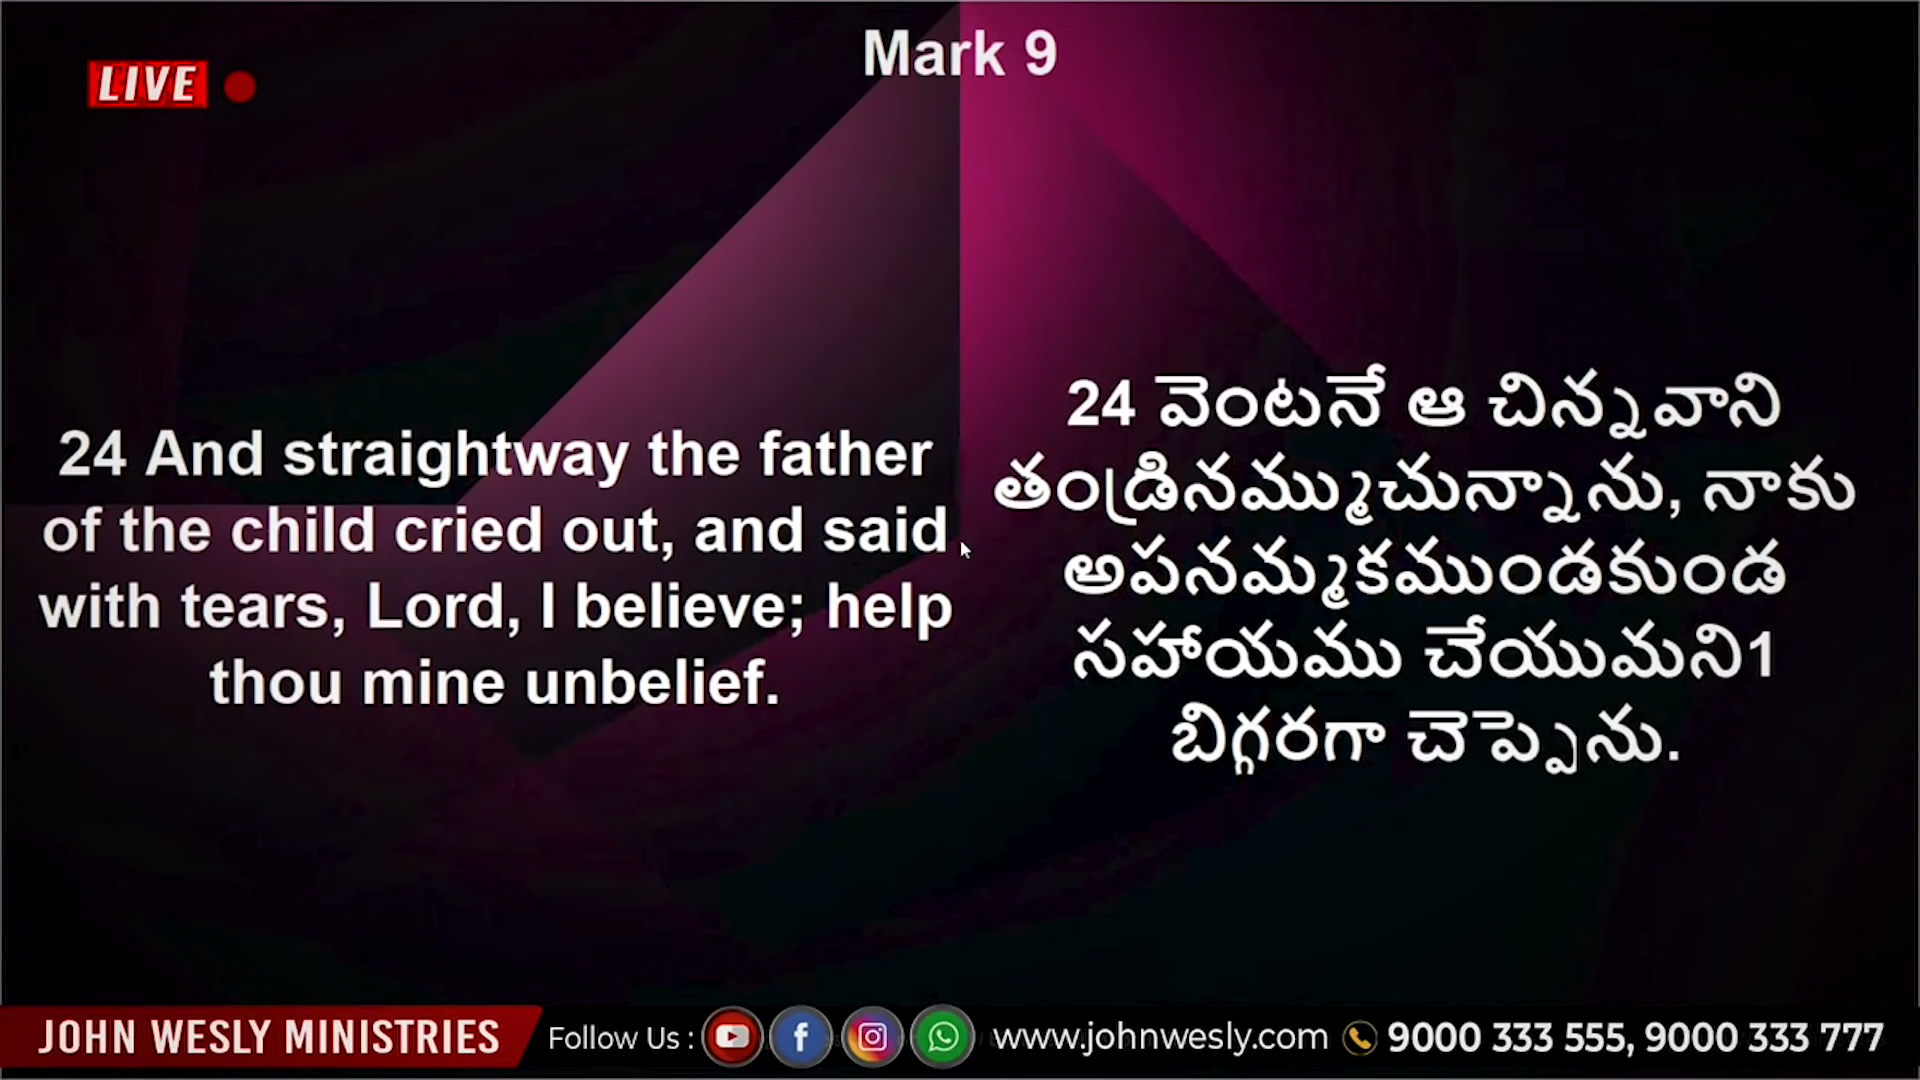 Mark 9
LIVE
24 And straightway the father
of the child cried out, and said
with tears, Lord, I believe; help
thou mine unbelief.
24 వెంటనే ఆ చిన్నవాని
తండ్రినమ్ముచున్నాను, నాకు
అపనమ్మకముండకుండ
సహాయము చేయుమని1
బిగ్గరగా చెప్పెను.
JOHN WESLY MINISTRIES
Follow Us :
www.johnwesly.com
9000 333 555, 9000 333 777